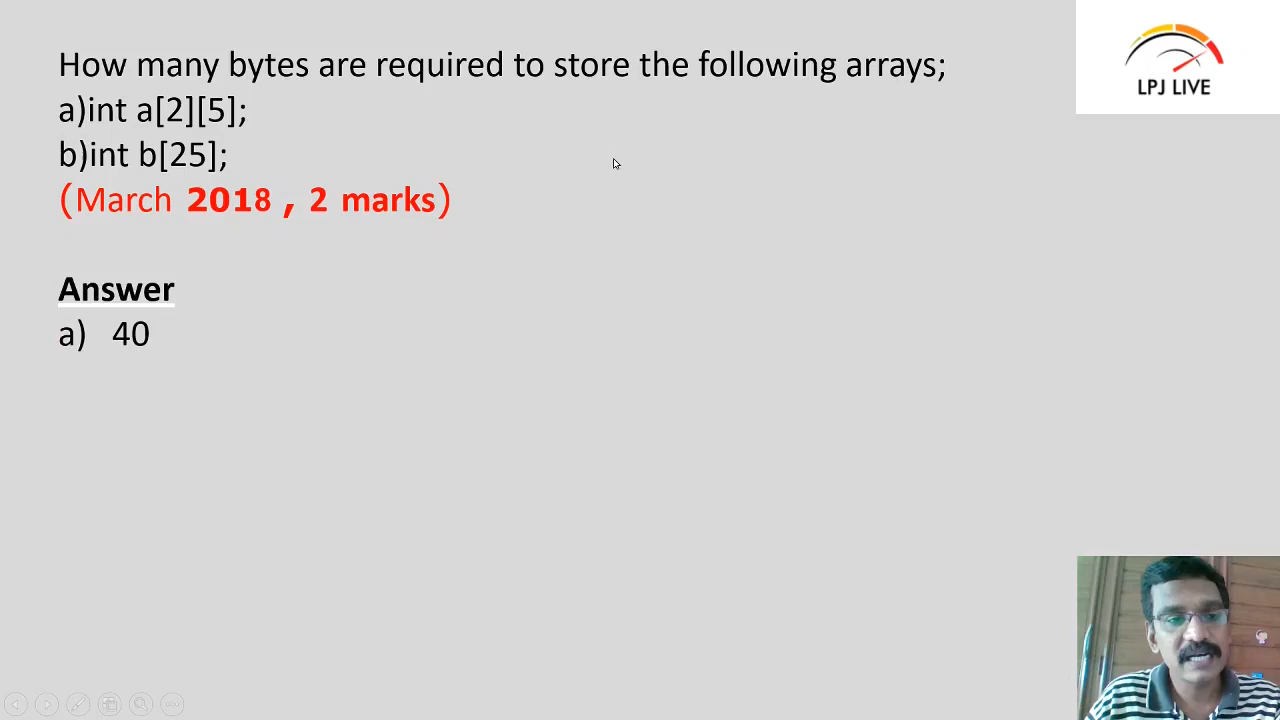 How many bytes are required to store the following arrays;
a)int a[2][5];
b)int b[25];
(March 2018 , 2 marks)
Answer
a) 40
LPJ LIVE